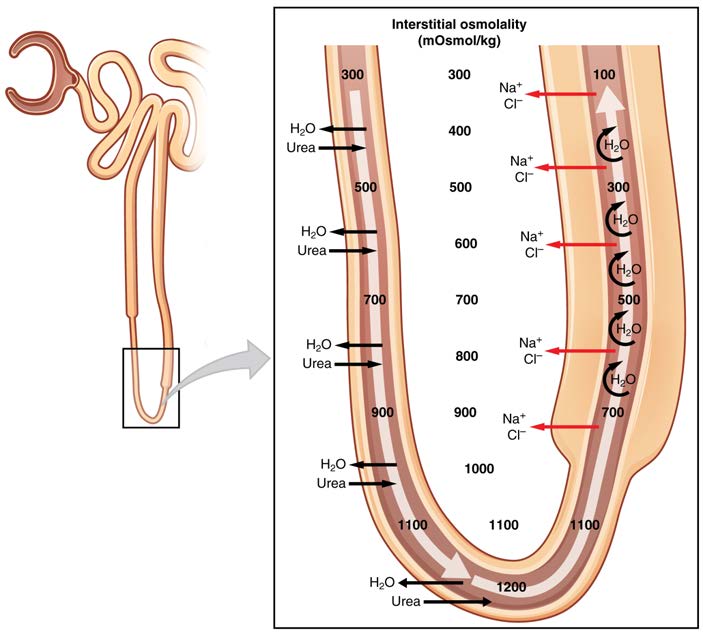 Interstitial osmolality
(mOsmol/kg)
300 300 100
Na⁺
Cl⁻
H₂O 400
Urea
H₂O
Na⁺
Cl⁻
500 500 300
H₂O
H₂O
Urea
600
Na⁺
Cl⁻
H₂O
700 700 500
H₂O
H₂O
Urea
800
Na⁺
Cl⁻
H₂O
900 900 700
Na⁺
Cl⁻
H₂O
Urea
1000
1100 1100 1100
H₂O
Urea
1200